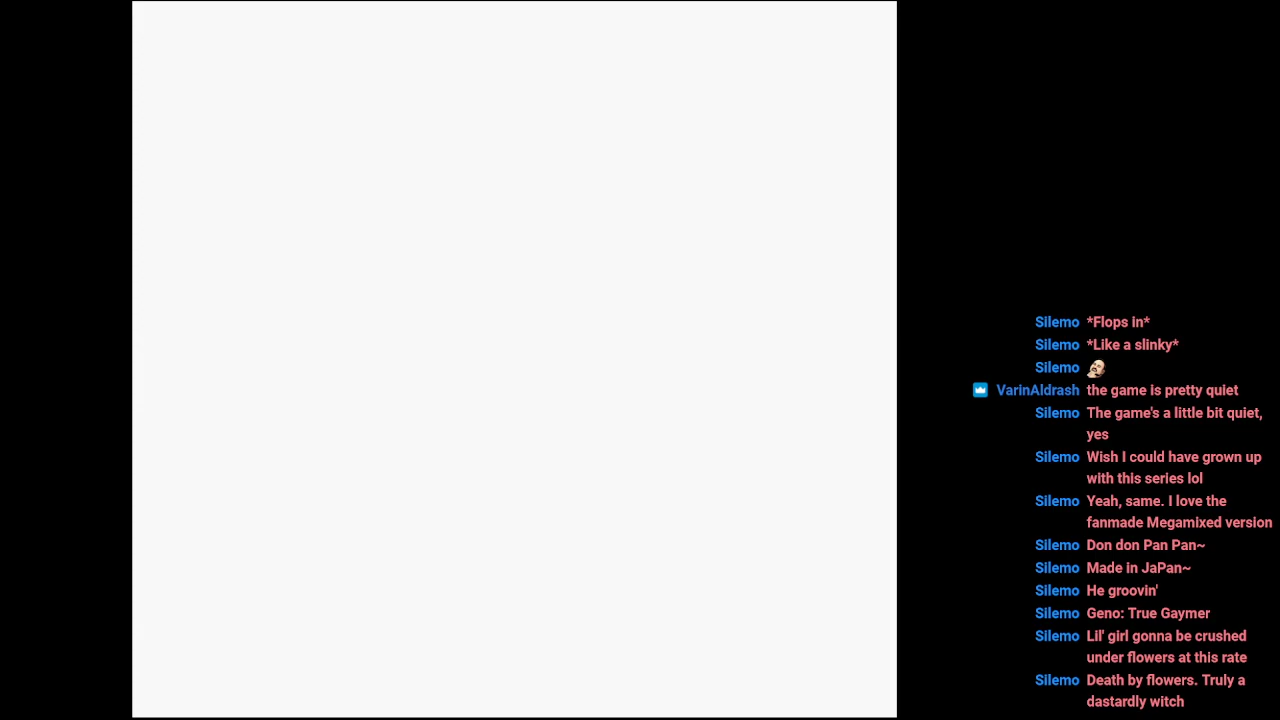 Silemo *Flops in*
Silemo *Like a slinky*
Silemo
VarinAldrash the game is pretty quiet
Silemo The game's a little bit quiet,
yes
Silemo Wish I could have grown up
with this series lol
Silemo Yeah, same. I love the
fanmade Megamixed version
Silemo Don don Pan Pan~
Silemo Made in JaPan~
Silemo He groovin'
Silemo Geno: True Gaymer
Silemo Lil' girl gonna be crushed
under flowers at this rate
Silemo Death by flowers. Truly a
dastardly witch